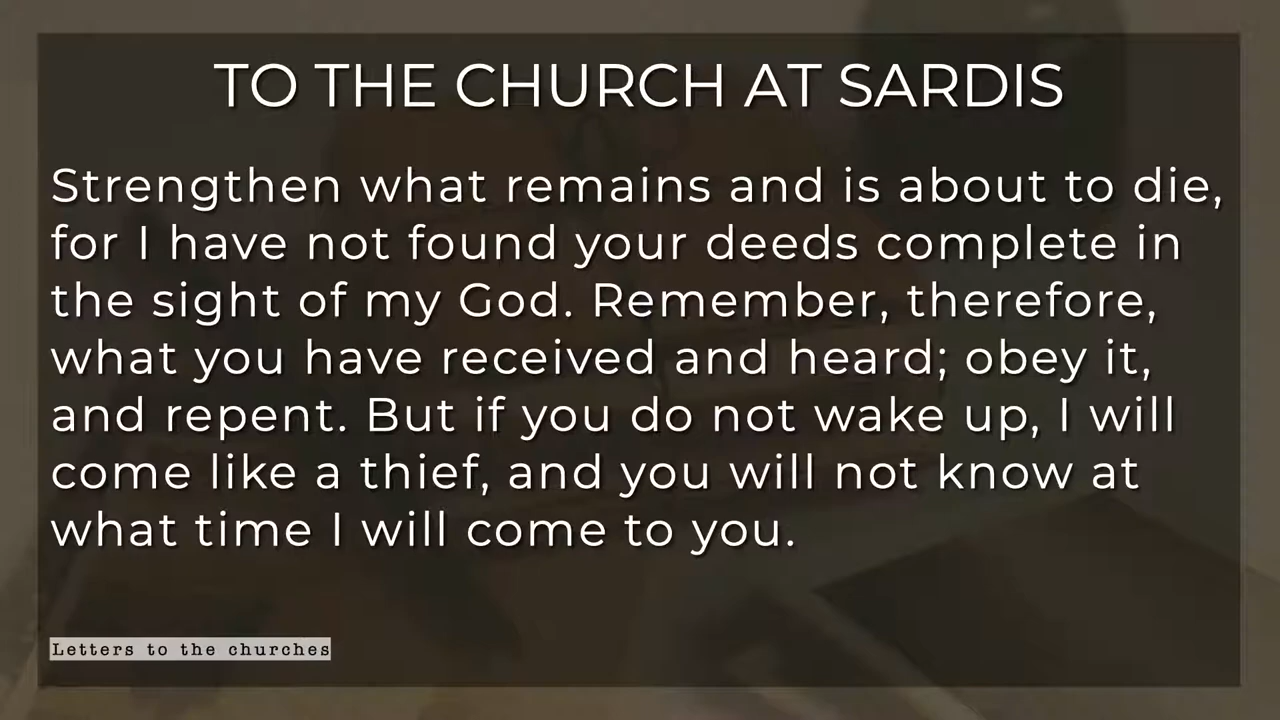 TO THE CHURCH AT SARDIS
Strengthen what remains and is about to die,
for I have not found your deeds complete in
the sight of my God. Remember, therefore,
what you have received and heard; obey it,
and repent. But if you do not wake up, I will
come like a thief, and you will not know at
what time I will come to you.
Letters to the churches